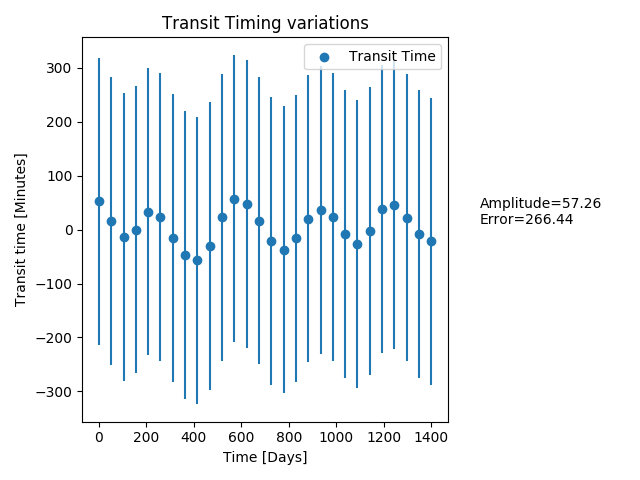 Transit Timing variations
Transit Time
300
200
100
0
−100
−200
−300
Transit time [Minutes]
0
200
400
600
800
1000
1200
1400
Time [Days]
Amplitude=57.26
Error=266.44